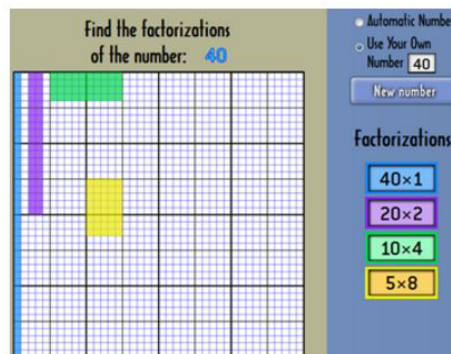 Find the factorizations
of the number: 40
Automatic Numbe
Use Your Own
Number 40
New number
Factorizations
40×1
20×2
10×4
5×8